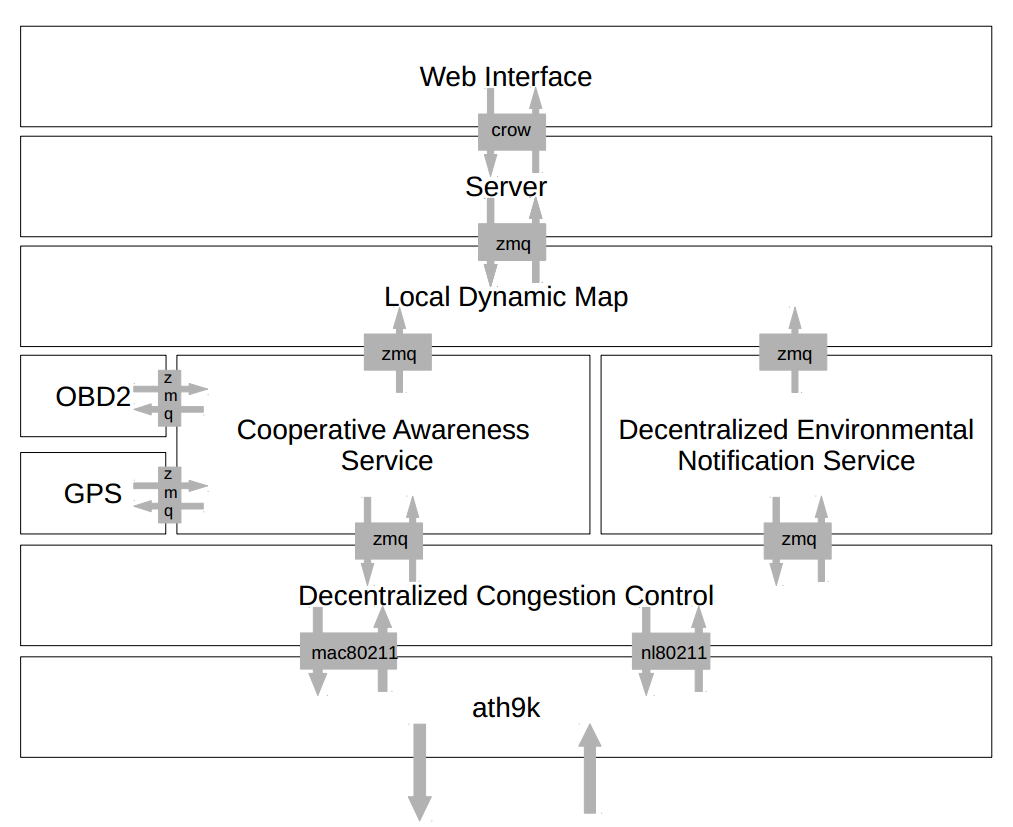 Web Interface
crow
Server
zmq
Local Dynamic Map
zmq
zmq
OBD2
z
m
q
GPS
z
m
q
Cooperative Awareness
Service
Decentralized Environmental
Notification Service
zmq
zmq
Decentralized Congestion Control
mac80211
nl80211
ath9k